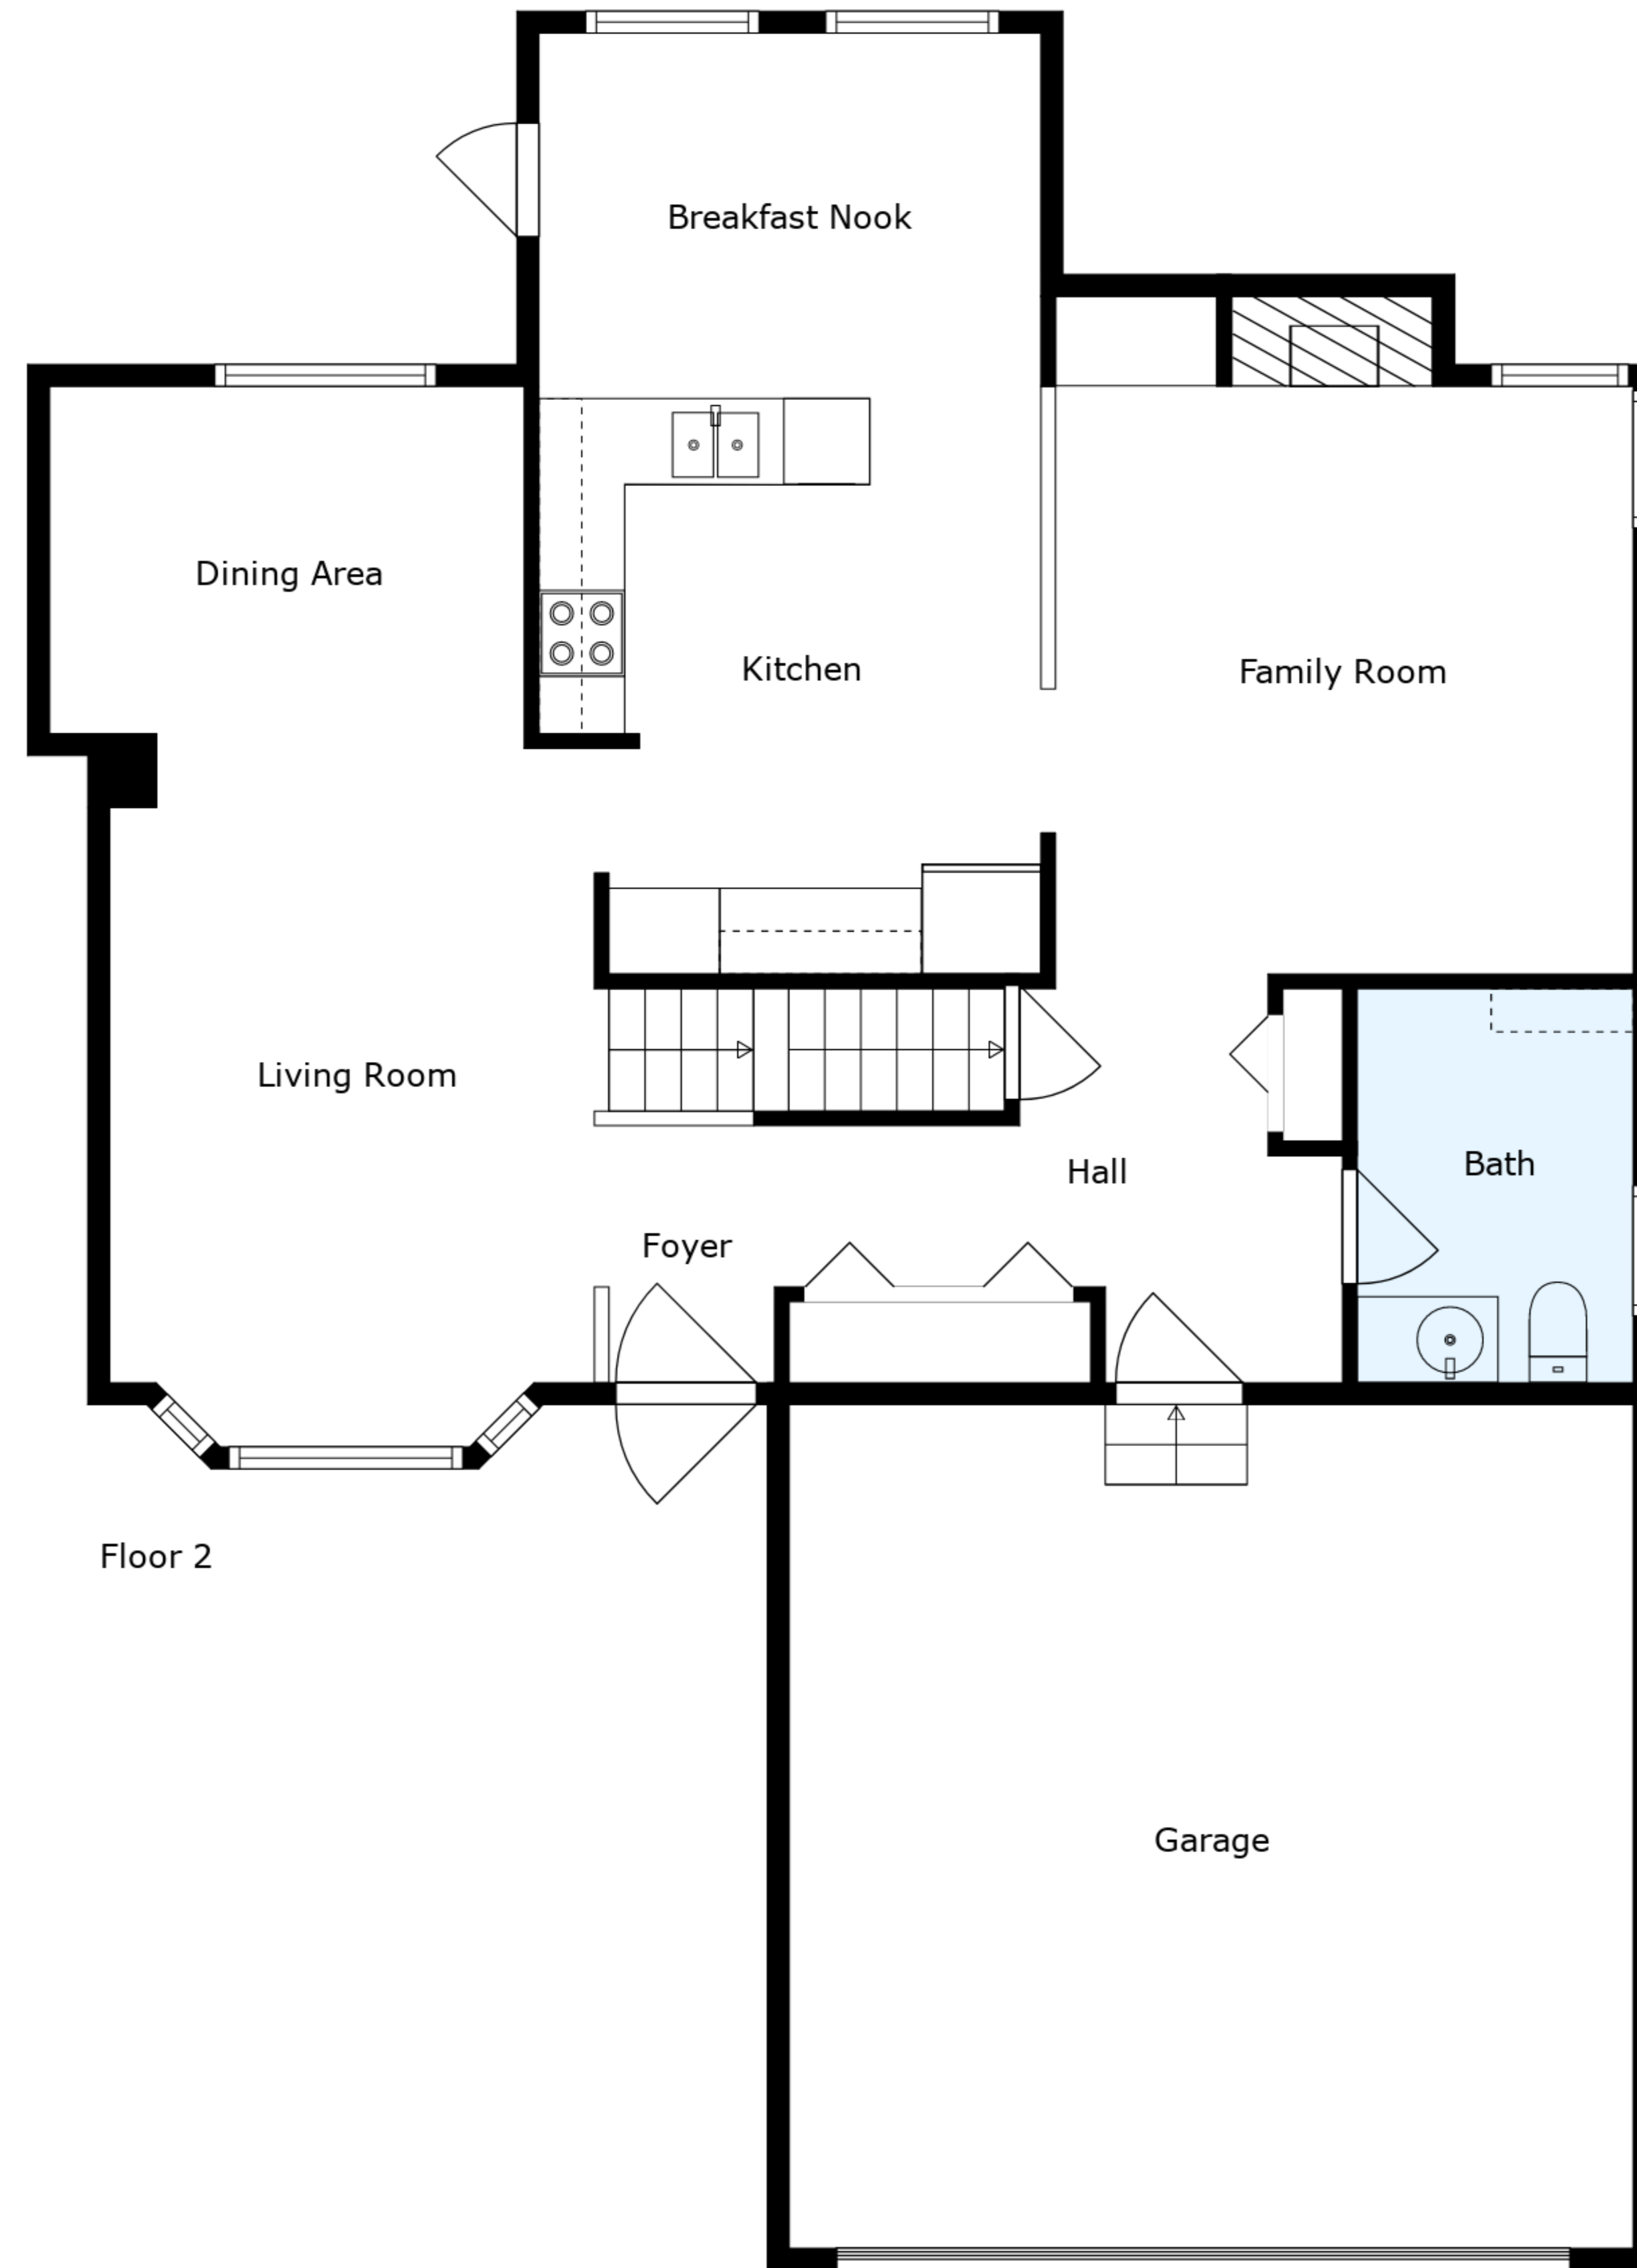 Breakfast Nook
Dining Area
Kitchen
Family Room
Living Room
Bath
Hall
Foyer
Floor 2
Garage